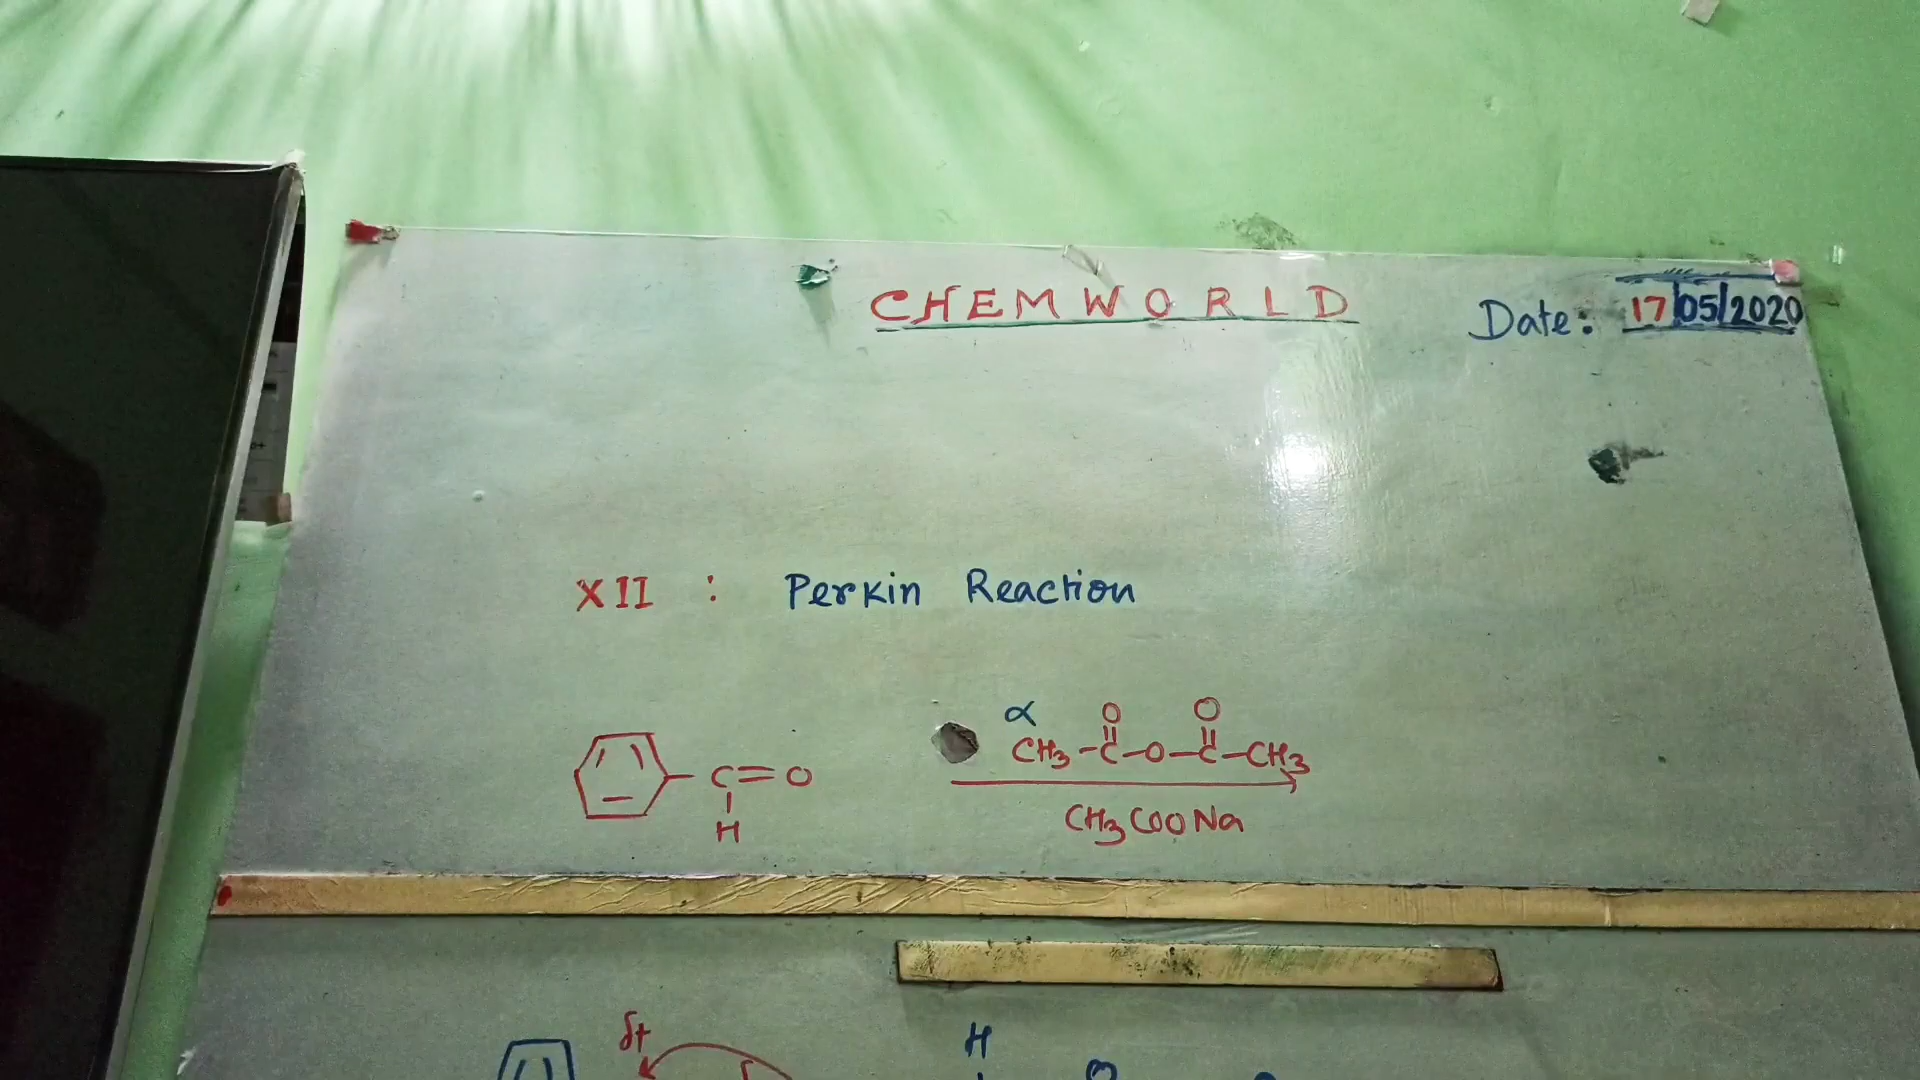 CHEMWORLD
Date: 17/05/2020
XII : Perkin Reaction
α O O
CH₃-C-O-C-CH₃
C=O
H
CH₃COONa
δ+ H